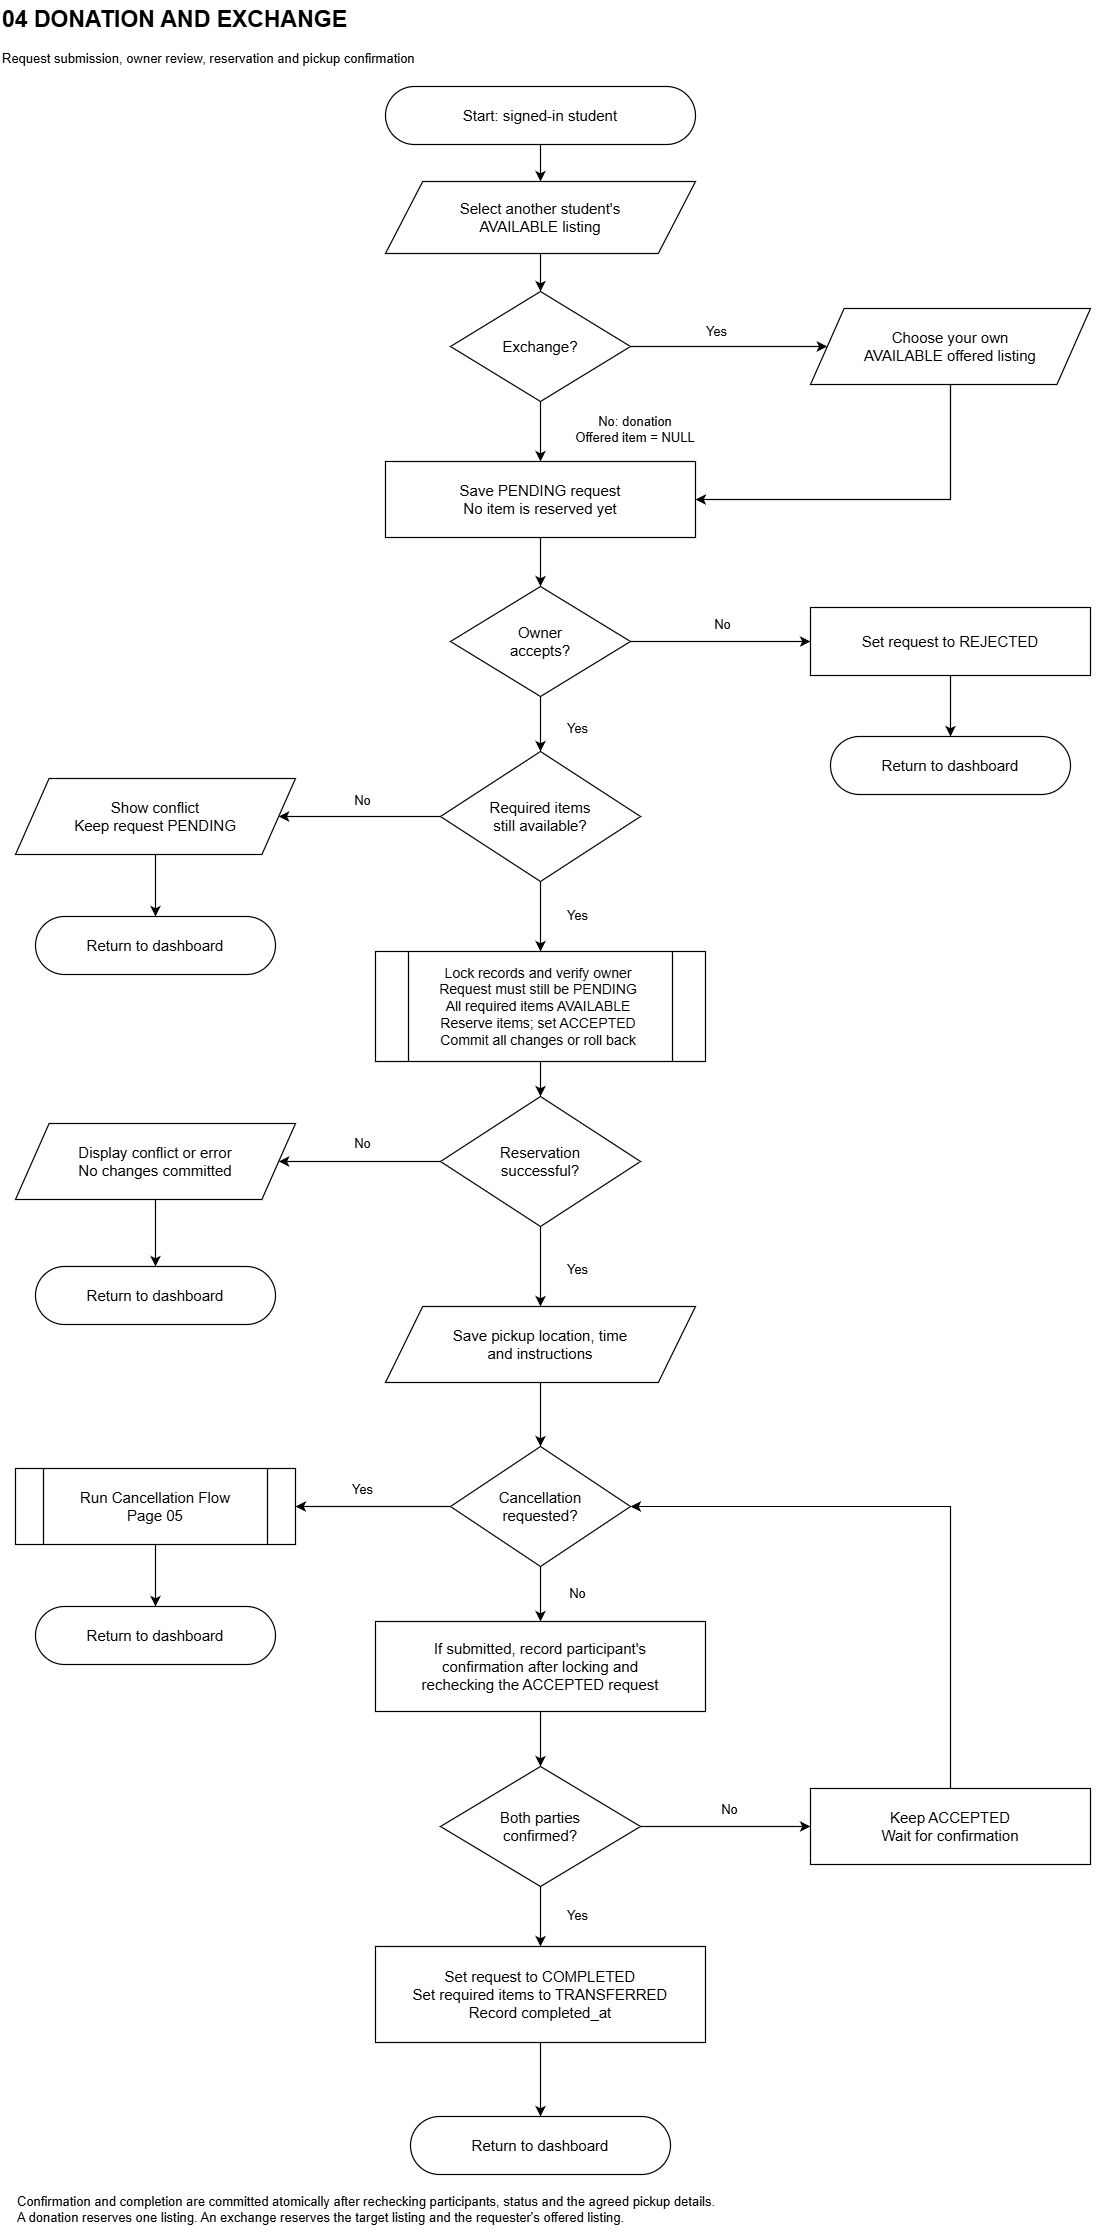 04 DONATION AND EXCHANGE
Request submission, owner review, reservation and pickup confirmation
Start: signed-in student
Select another student's
AVAILABLE listing
Exchange?
Yes
Choose your own
AVAILABLE offered listing
No: donation
Offered item = NULL
Save PENDING request
No item is reserved yet
Owner
accepts?
No
Set request to REJECTED
Return to dashboard
Yes
Required items
still available?
No
Show conflict
Keep request PENDING
Return to dashboard
Yes
Lock records and verify owner
Request must still be PENDING
All required items AVAILABLE
Reserve items; set ACCEPTED
Commit all changes or roll back
Reservation
successful?
No
Display conflict or error
No changes committed
Return to dashboard
Yes
Save pickup location, time
and instructions
Cancellation
requested?
Yes
Run Cancellation Flow
Page 05
Return to dashboard
No
If submitted, record participant's
confirmation after locking and
rechecking the ACCEPTED request
Both parties
confirmed?
No
Keep ACCEPTED
Wait for confirmation
Yes
Set request to COMPLETED
Set required items to TRANSFERRED
Record completed_at
Return to dashboard
Confirmation and completion are committed atomically after rechecking participants, status and the agreed pickup details.
A donation reserves one listing. An exchange reserves the target listing and the requester's offered listing.